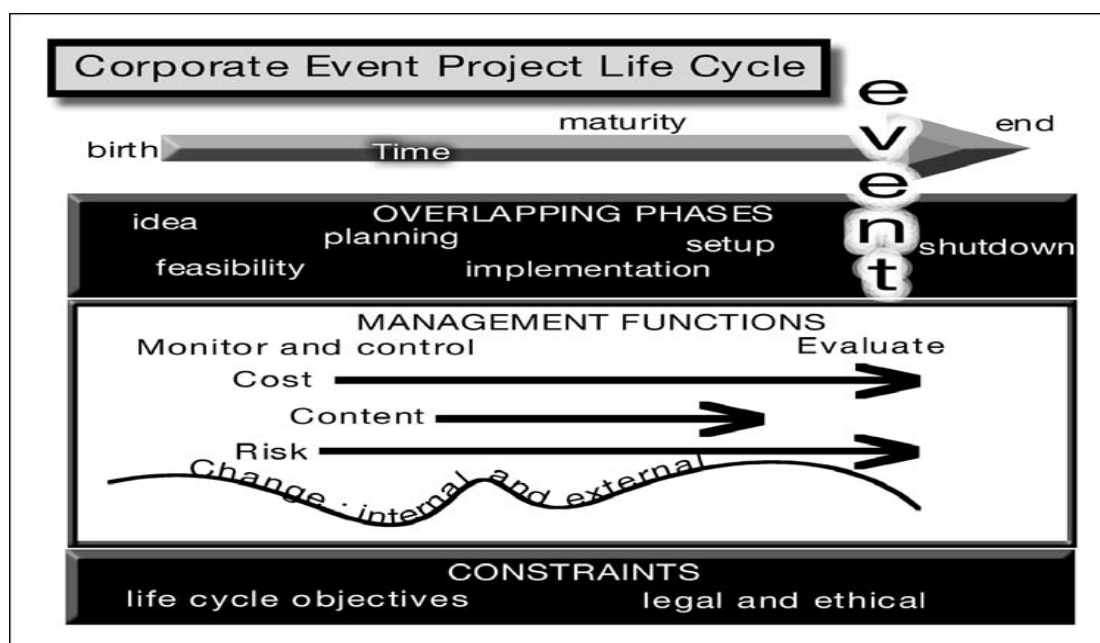 Corporate Event Project Life Cycle
event
birth
Time
maturity
end
OVERLAPPING PHASES
idea
planning
setup
shutdown
feasibility
implementation
MANAGEMENT FUNCTIONS
Monitor and control
Evaluate
Cost
Content
Risk
Change · internal and external
CONSTRAINTS
life cycle objectives
legal and ethical